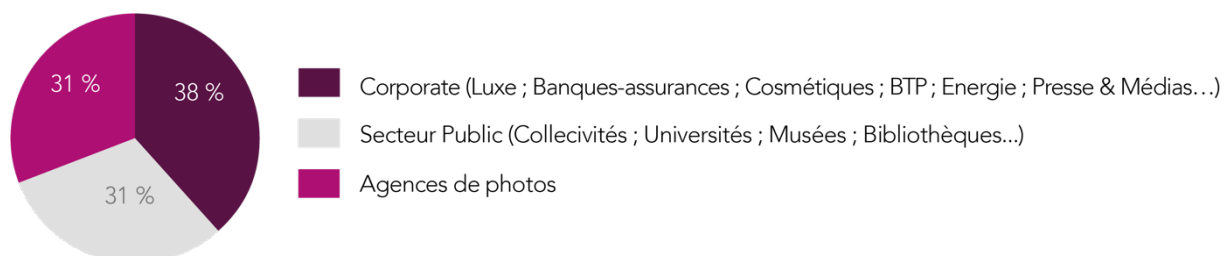 31 %
38 %
31 %
Corporate (Luxe ; Banques-assurances ; Cosmétiques ; BTP ; Energie ; Presse & Médias…)
Secteur Public (Collecivités ; Universités ; Musées ; Bibliothèques...)
Agences de photos